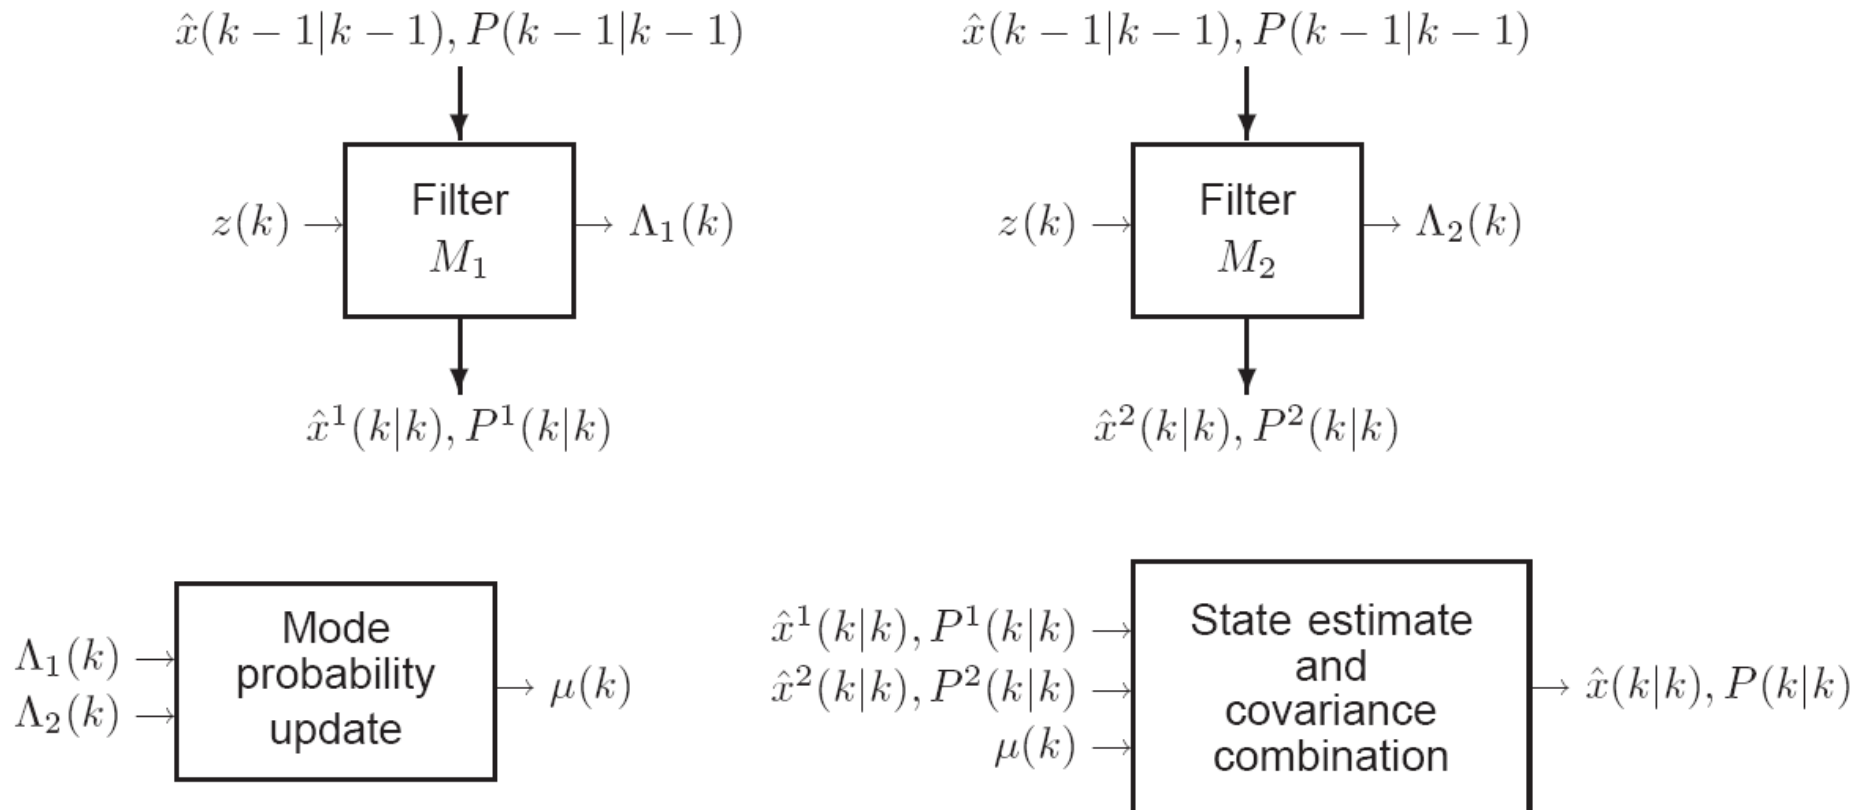 x̂(k − 1|k − 1), P(k − 1|k − 1)
x̂(k − 1|k − 1), P(k − 1|k − 1)
z(k)
Filter
M₁
Λ₁(k)
z(k)
Filter
M₂
Λ₂(k)
x̂¹(k|k), P¹(k|k)
x̂²(k|k), P²(k|k)
Λ₁(k)
Λ₂(k)
Mode
probability
update
μ(k)
x̂¹(k|k), P¹(k|k)
x̂²(k|k), P²(k|k)
μ(k)
State estimate
and
covariance
combination
x̂(k|k), P(k|k)